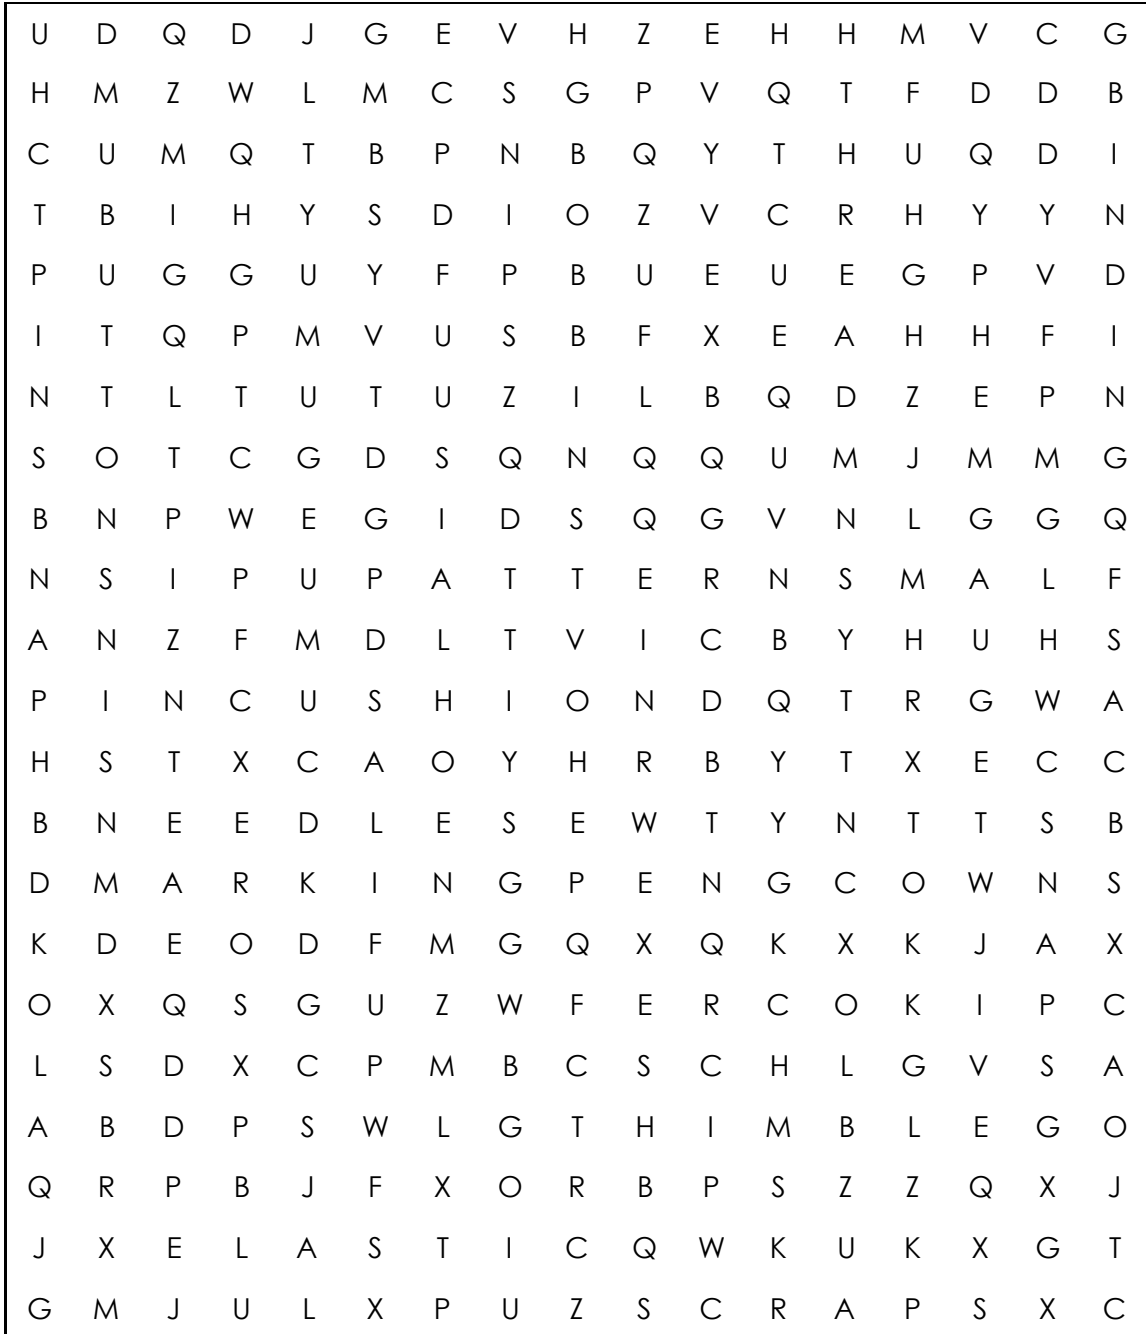 U D Q D J G E V H Z E H H M V C G
H M Z W L M C S G P V Q T F D D B
C U M Q T B P N B Q Y T H U Q D I
T B I H Y S D I O Z V C R H Y Y N
P U G G U Y F P B U E U E G P V D
I T Q P M V U S B F X E A H H F I
N T L T U T U Z I L B Q D Z E P N
S O T C G D S Q N Q Q U M J M M G
B N P W E G I D S Q G V N L G G Q
N S I P U P A T T E R N S M A L F
A N Z F M D L T V I C B Y H U H S
P I N C U S H I O N D Q T R G W A
H S T X C A O Y H R B Y T X E C C
B N E E D L E S E W T Y N T T S B
D M A R K I N G P E N G C O W N S
K D E O D F M G Q X Q K X K J A X
O X Q S G U Z W F E R C O K I P C
L S D X C P M B C S C H L G V S A
A B D P S W L G T H I M B L E G O
Q R P B J F X O R B P S Z Z Q X J
J X E L A S T I C Q W K U K X G T
G M J U L X P U Z S C R A P S X C